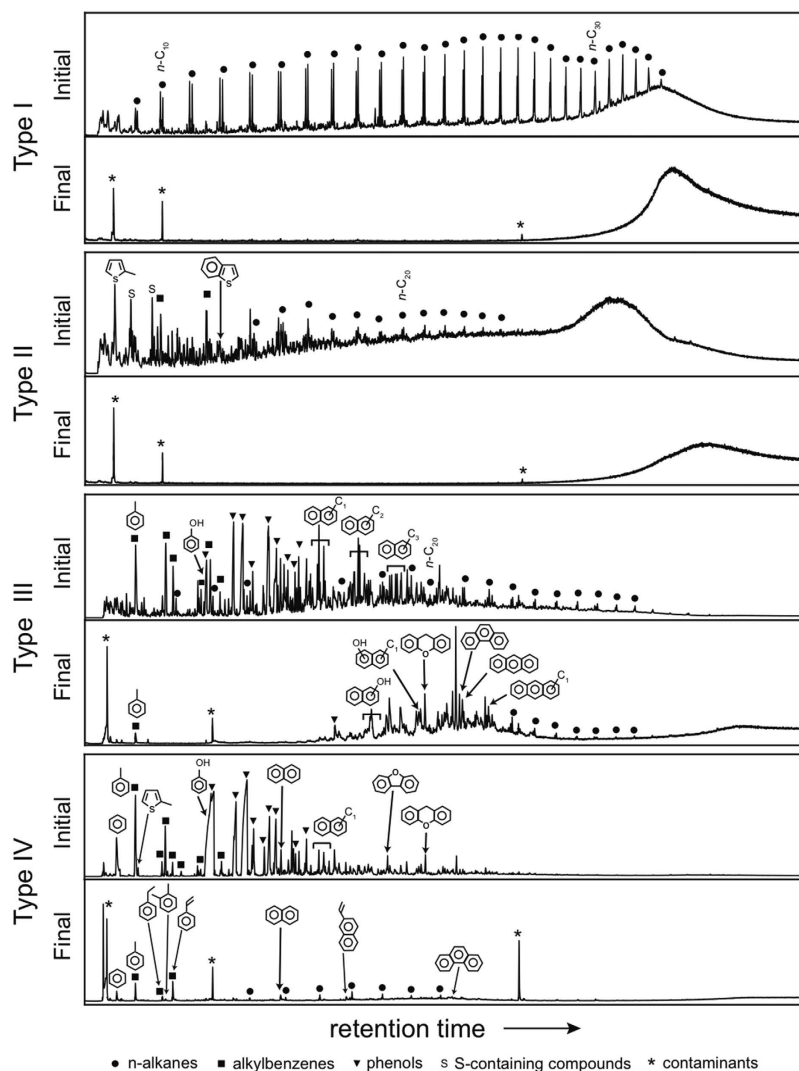 Type I
Initial
n-C10
n-C30
Final
*
*
*
Type II
Initial
S
S
S
S
n-C20
Final
*
*
*
Type III
Initial
OH
C1
C2
C3
n-C20
Final
*
*
OH
OH
C1
O
C1
Type IV
Initial
S
OH
C1
O
O
Final
*
*
*
retention time
● n-alkanes ■ alkylbenzenes ▼ phenols S S-containing compounds * contaminants